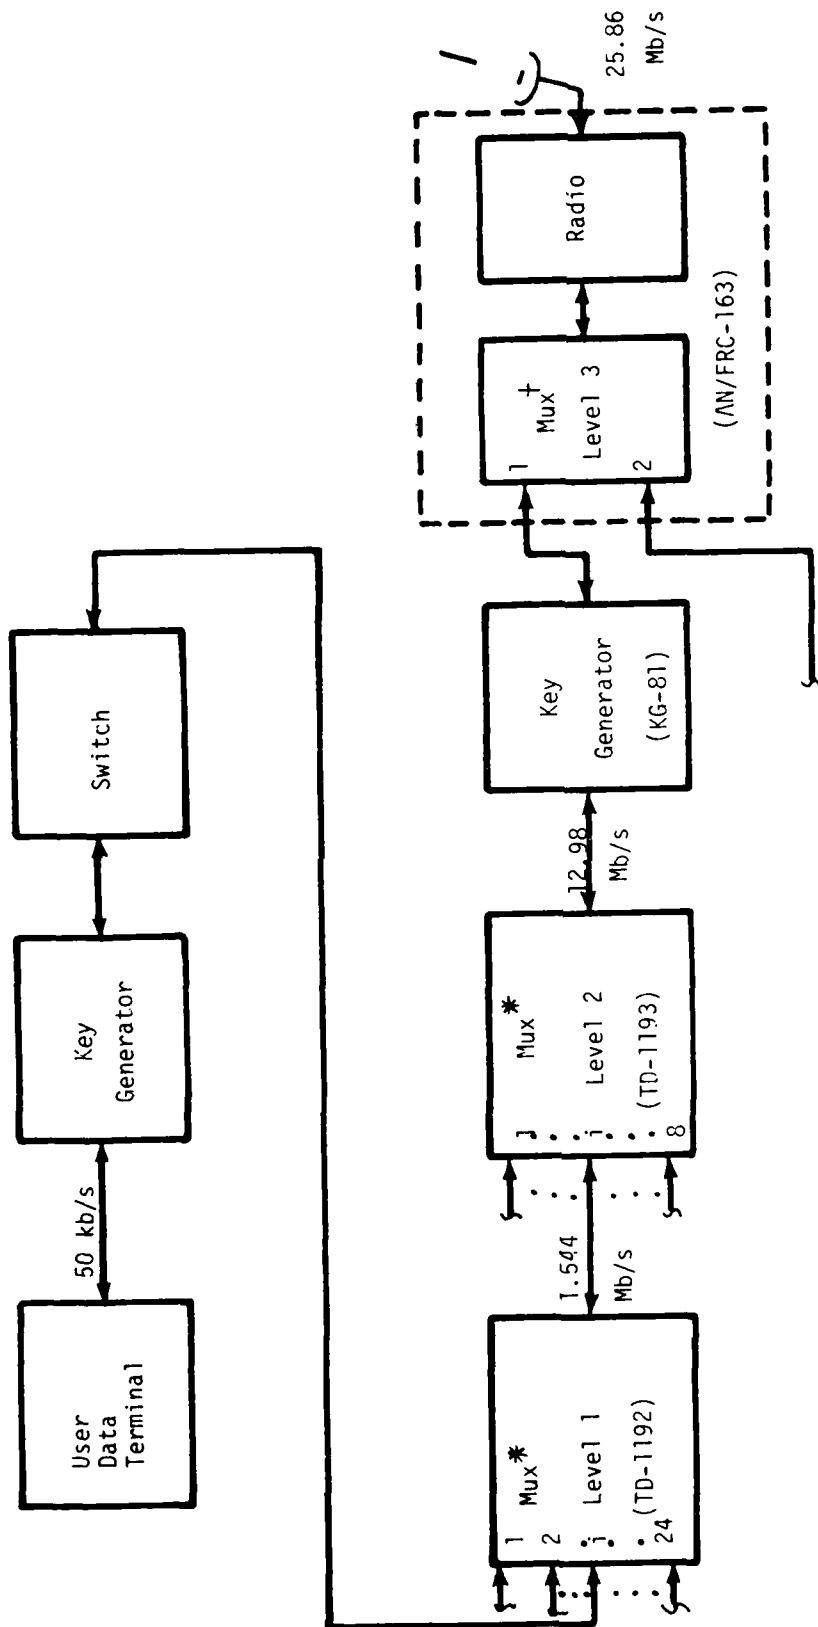 User
Data
Terminal
50 kb/s
Key
Generator
Switch
1
2
i
24
Mux*
Level 1
(TD-1192)
1.544
Mb/s
1
i
8
Mux*
Level 2
(TD-1193)
12.98
Mb/s
Key
Generator
(KG-81)
1
2
Mux†
Level 3
Radio
(AN/FRC-163)
25.86
Mb/s